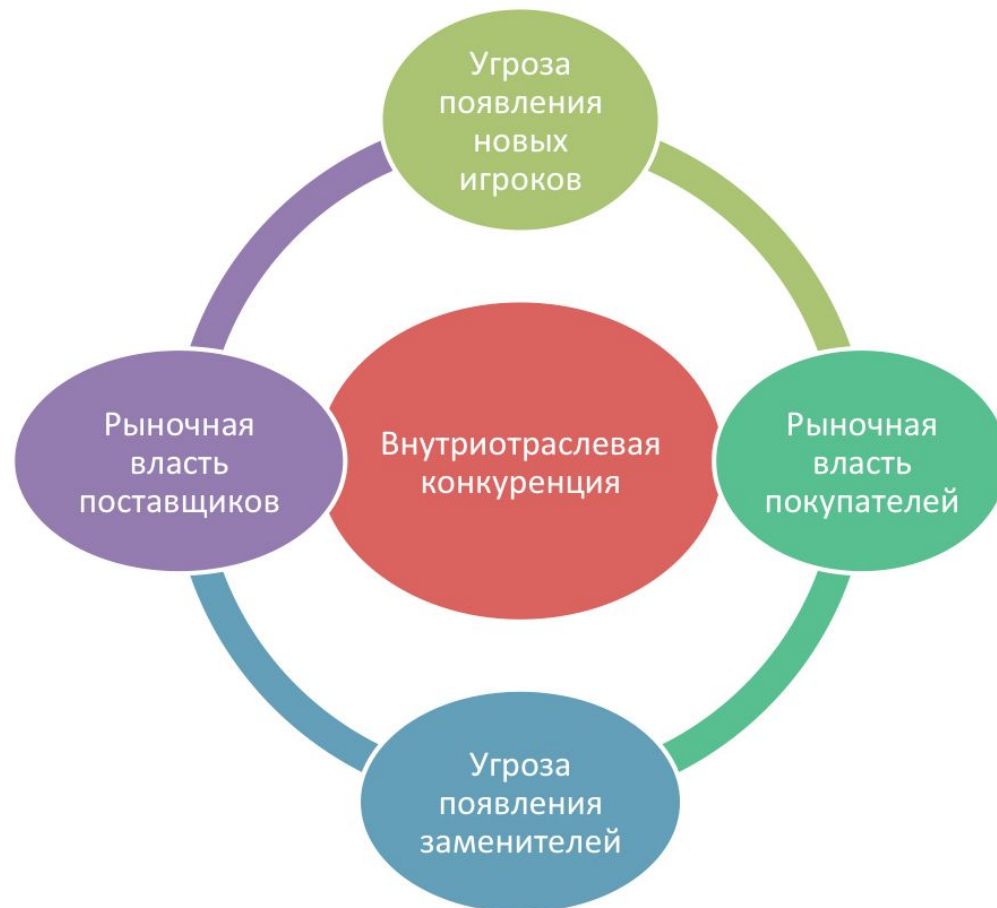 Угроза
появления
новых
игроков
Рыночная
власть
поставщиков
Внутриотраслевая
конкуренция
Рыночная
власть
покупателей
Угроза
появления
заменителей